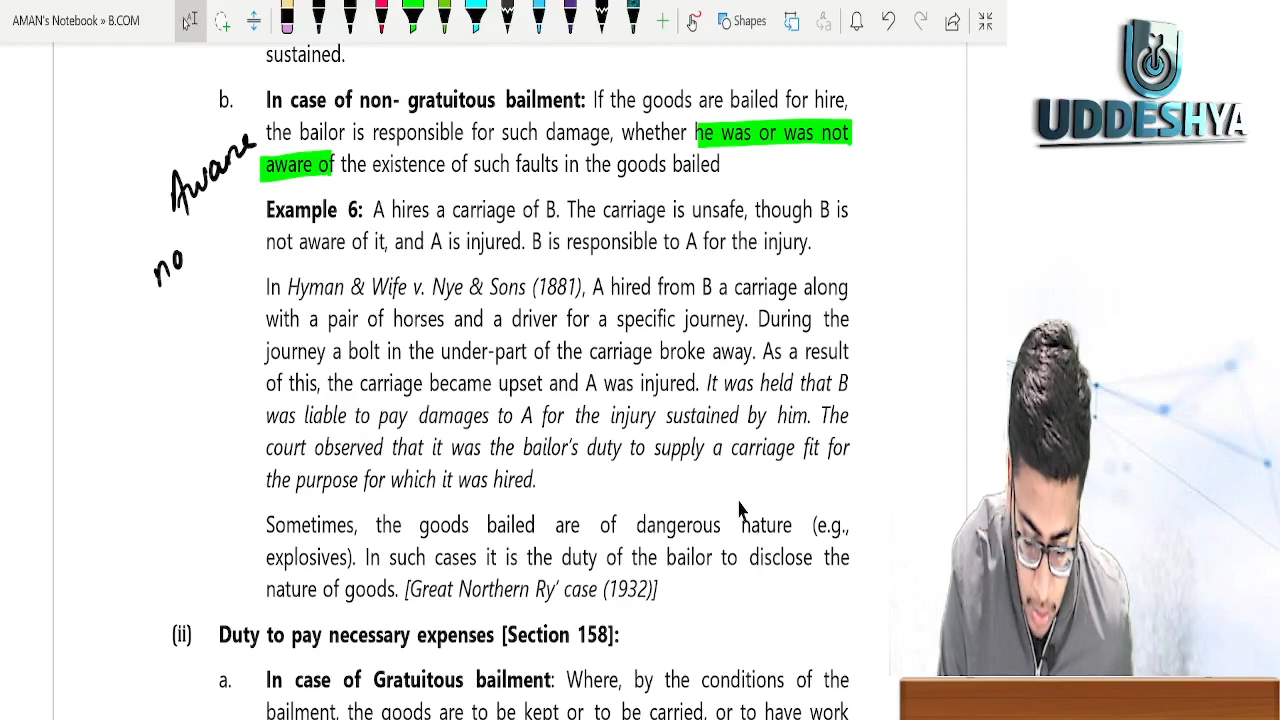 AMAN's Notebook » B.COM
Shapes
UDDESHYA
sustained.
b. In case of non- gratuitous bailment: If the goods are bailed for hire,
the bailor is responsible for such damage, whether he was or was not
aware of the existence of such faults in the goods bailed
Aware
no
Example 6: A hires a carriage of B. The carriage is unsafe, though B is
not aware of it, and A is injured. B is responsible to A for the injury.
In Hyman & Wife v. Nye & Sons (1881), A hired from B a carriage along
with a pair of horses and a driver for a specific journey. During the
journey a bolt in the under-part of the carriage broke away. As a result
of this, the carriage became upset and A was injured. It was held that B
was liable to pay damages to A for the injury sustained by him. The
court observed that it was the bailor's duty to supply a carriage fit for
the purpose for which it was hired.
Sometimes, the goods bailed are of dangerous nature (e.g.,
explosives). In such cases it is the duty of the bailor to disclose the
nature of goods. [Great Northern Ry' case (1932)]
(ii) Duty to pay necessary expenses [Section 158]:
a. In case of Gratuitous bailment: Where, by the conditions of the
bailment, the goods are to be kept or to be carried, or to have work